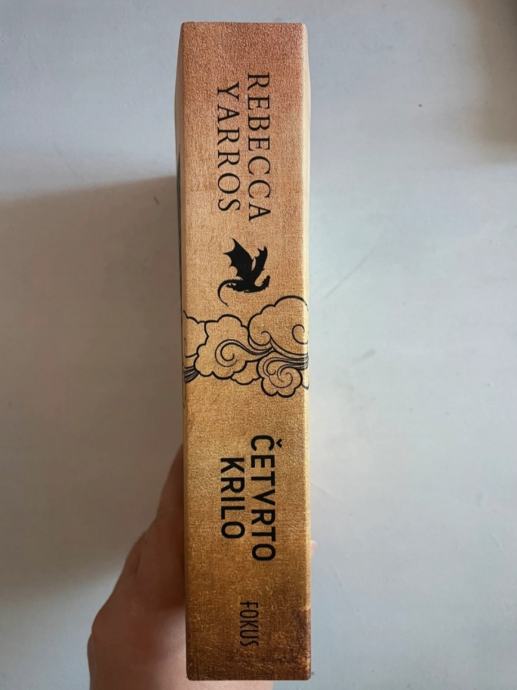 REBECCA
YARROS
ČETVRTO
KRILO
FOKUS